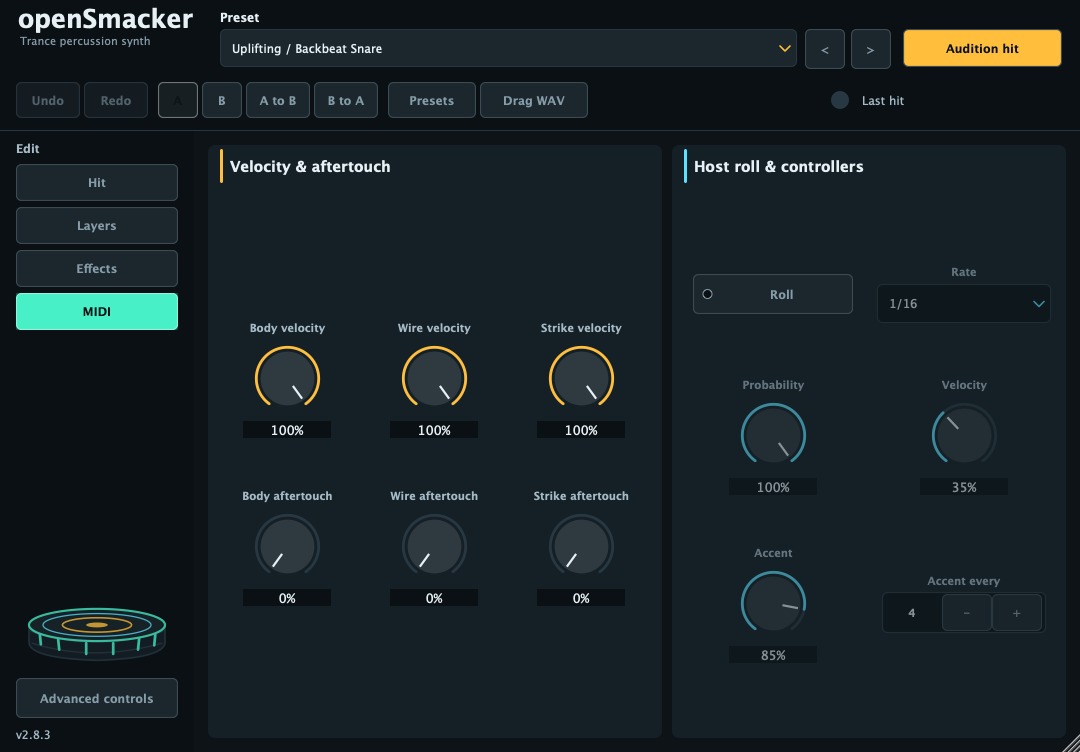 openSmacker
Trance percussion synth
Preset
Uplifting / Backbeat Snare
<
>
Audition hit
Undo
Redo
A
B
A to B
B to A
Presets
Drag WAV
Last hit
Edit
Hit
Layers
Effects
MIDI
Velocity & aftertouch
Body velocity
Wire velocity
Strike velocity
100%
100%
100%
Body aftertouch
Wire aftertouch
Strike aftertouch
0%
0%
0%
Host roll & controllers
Roll
Rate
1/16
Probability
Velocity
100%
35%
Accent
85%
Accent every
4
-
+
Advanced controls
v2.8.3